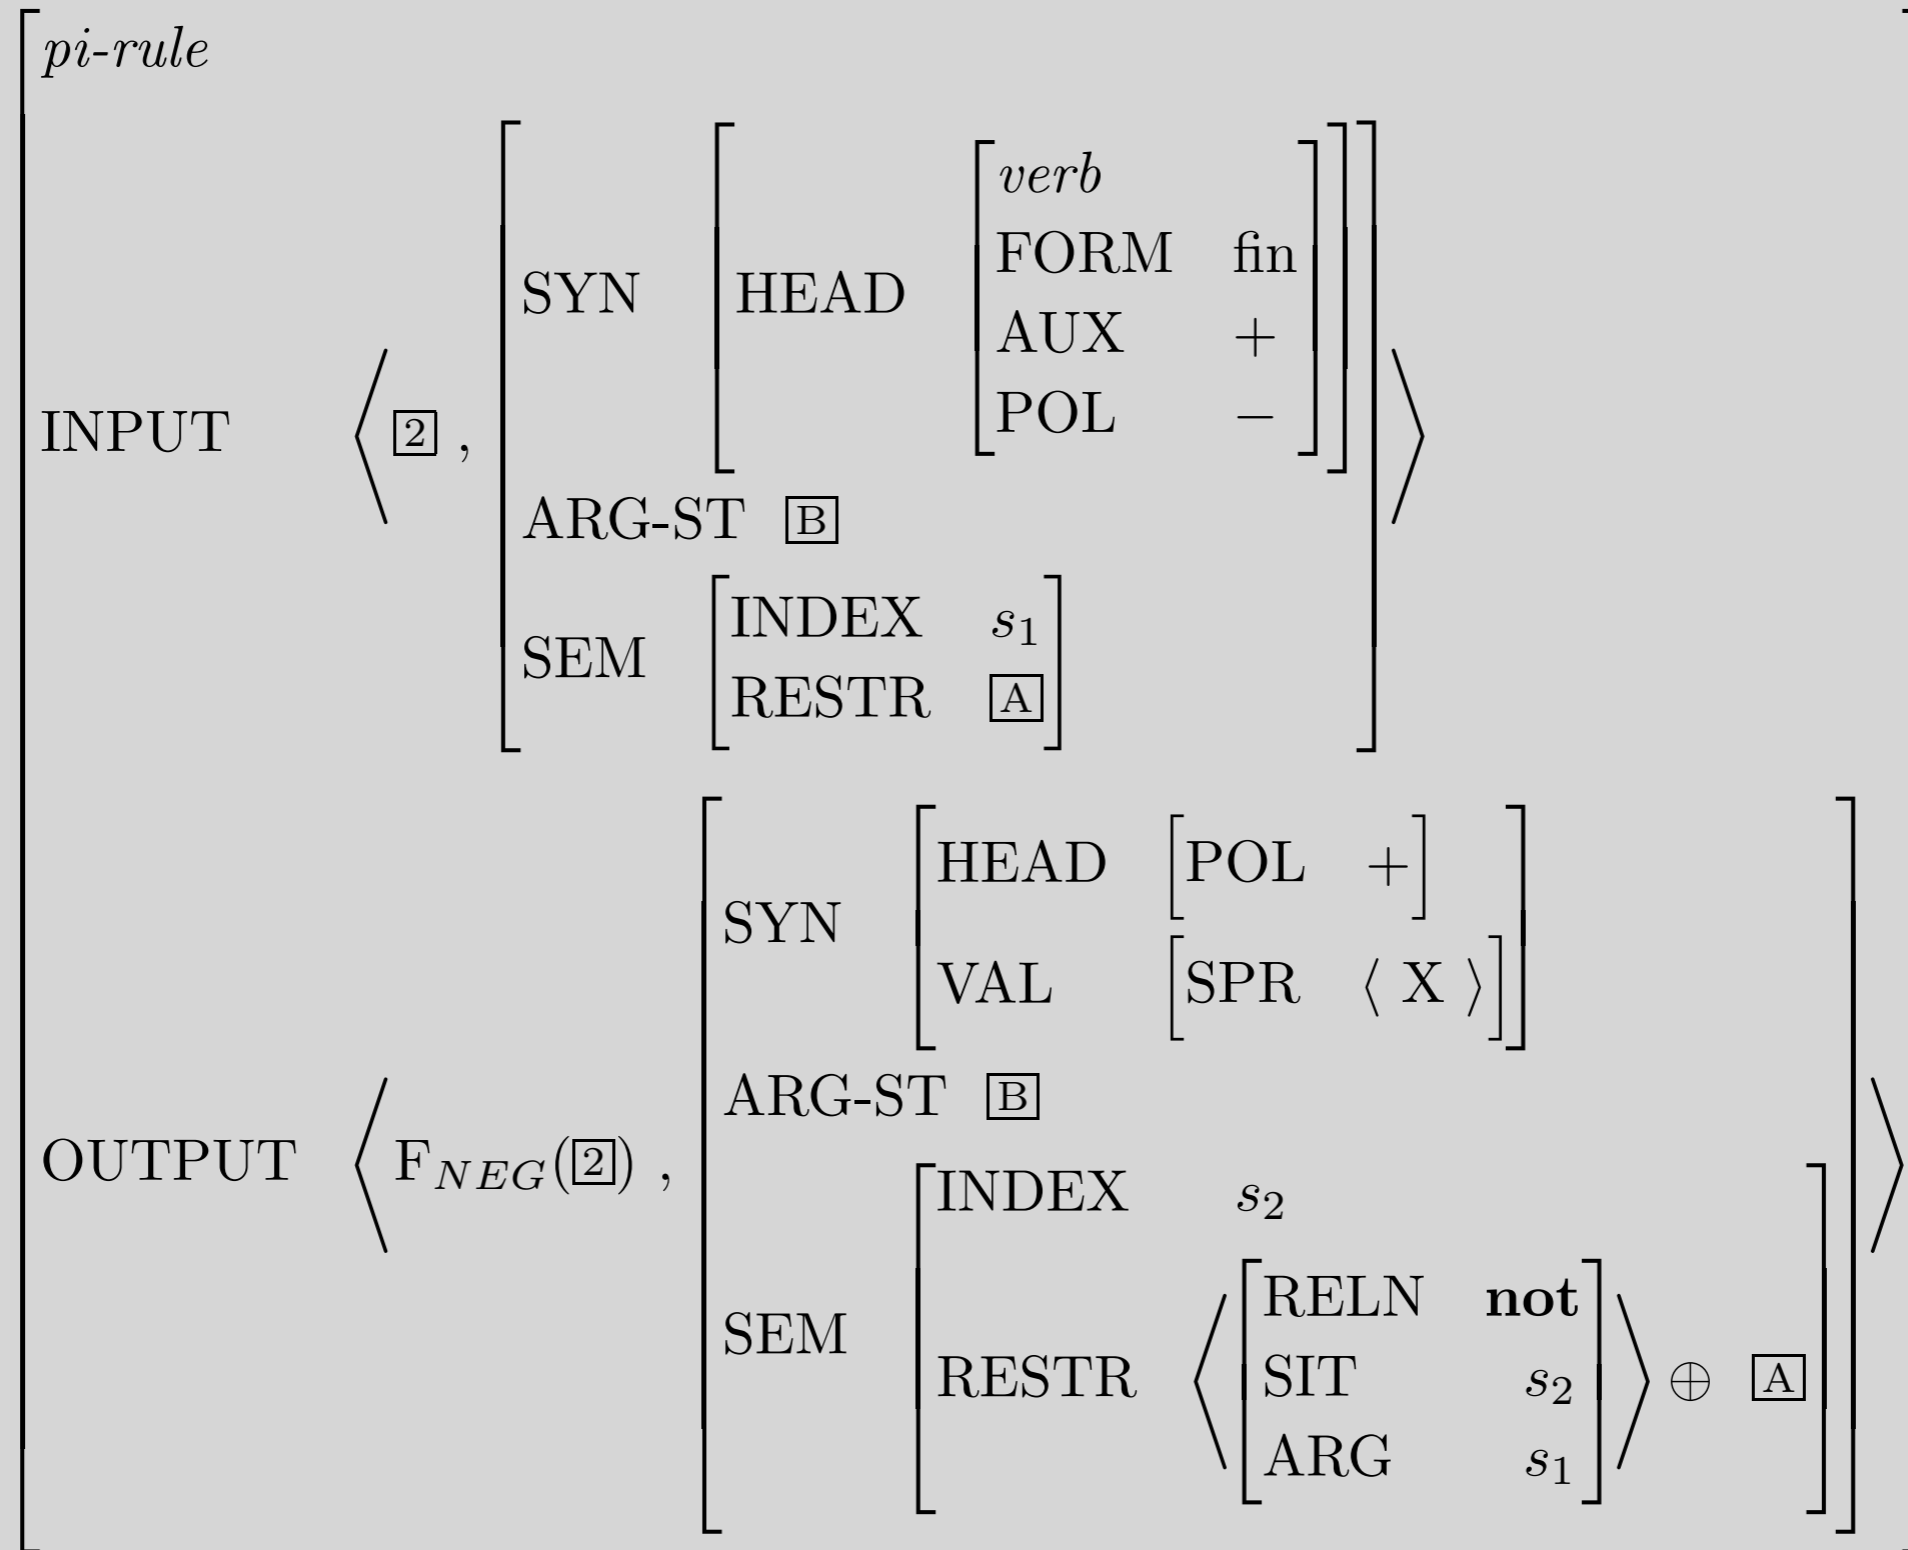 pi-rule
verb
FORM fin
SYN HEAD AUX +
POL −
INPUT ⟨ 2 , ⟩
ARG-ST B
INDEX s1
SEM
RESTR A
HEAD [POL +]
SYN
VAL [SPR ⟨ X ⟩]
ARG-ST B
OUTPUT ⟨ F_NEG(2) , ⟩
INDEX s2
RELN not
SEM
RESTR ⟨ SIT s2 ⟩ ⊕ A
ARG s1